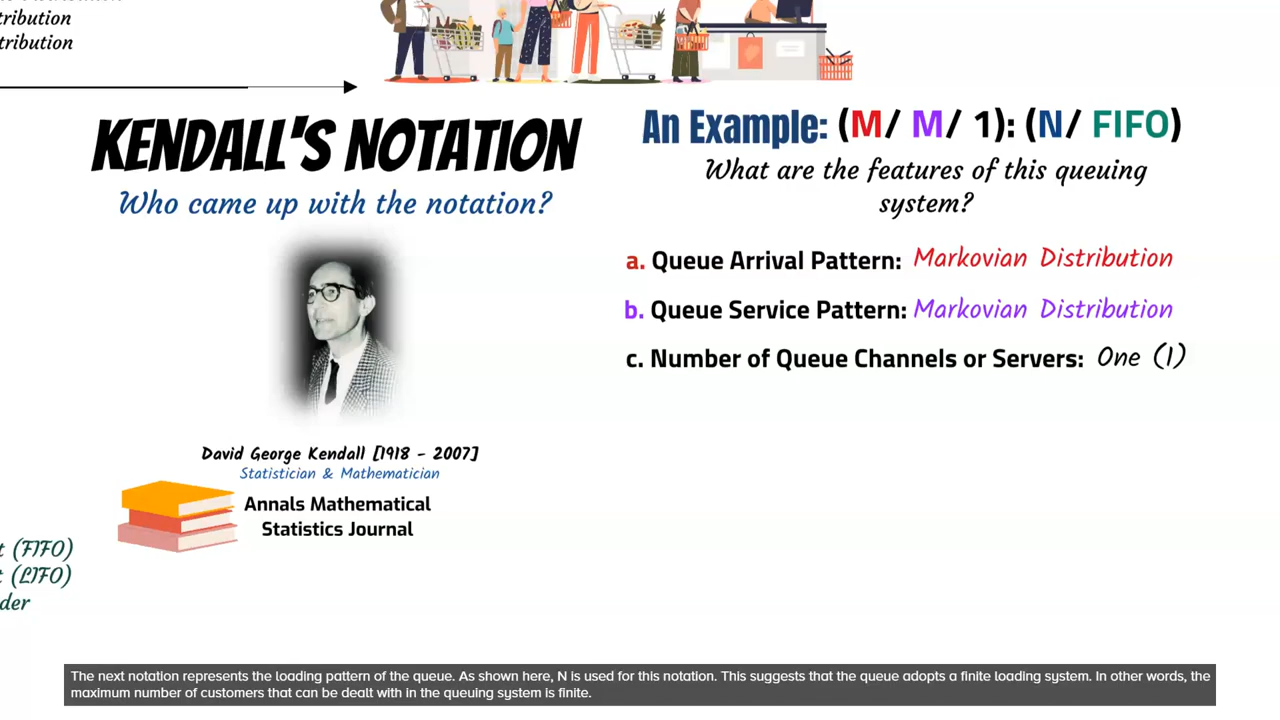 tribution
tribution
KENDALL'S NOTATION
Who came up with the notation?
David George Kendall [1918 - 2007]
Statistician & Mathematician
Annals Mathematical
Statistics Journal
An Example: (M/ M/ 1): (N/ FIFO)
What are the features of this queuing
system?
a. Queue Arrival Pattern: Markovian Distribution
b. Queue Service Pattern: Markovian Distribution
c. Number of Queue Channels or Servers: One (1)
t (FIFO)
t (LIFO)
der
The next notation represents the loading pattern of the queue. As shown here, N is used for this notation. This suggests that the queue adopts a finite loading system. In other words, the
maximum number of customers that can be dealt with in the queuing system is finite.